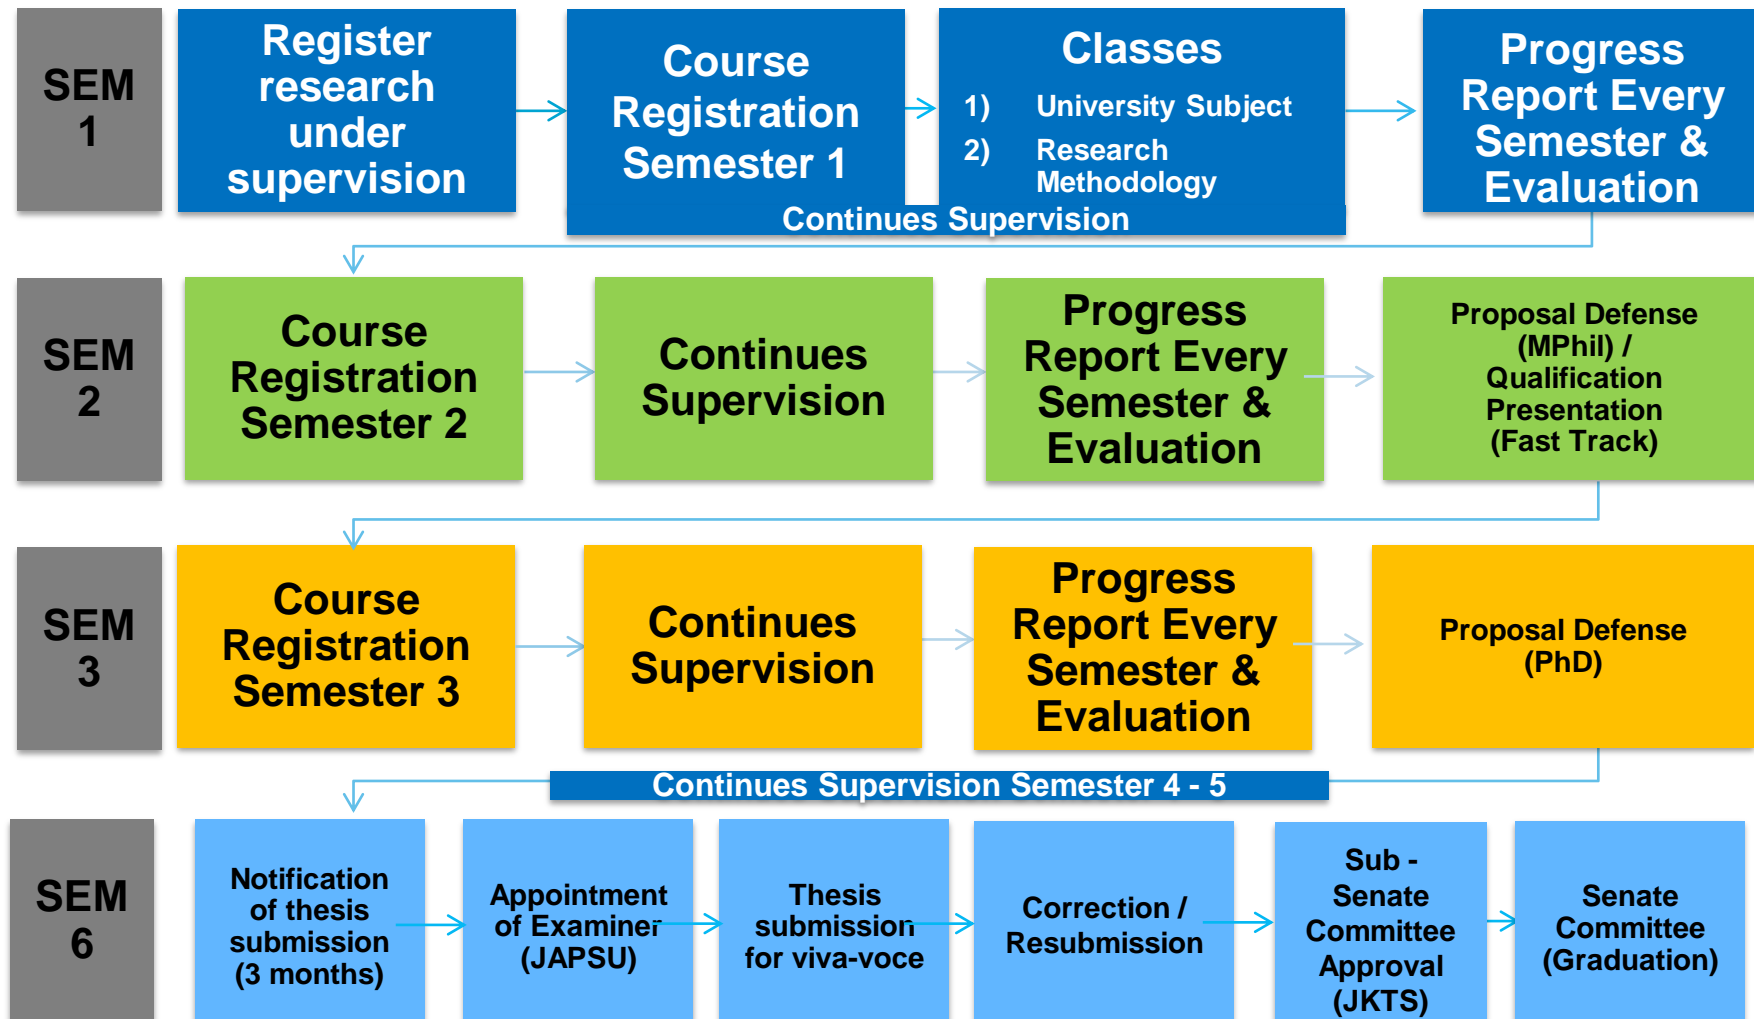 SEM
1
Register
research
under
supervision
Course
Registration
Semester 1
Classes
1) University Subject
2) Research
Methodology
Progress
Report Every
Semester &
Evaluation
Continues Supervision
SEM
2
Course
Registration
Semester 2
Continues
Supervision
Progress
Report Every
Semester &
Evaluation
Proposal Defense
(MPhil) /
Qualification
Presentation
(Fast Track)
SEM
3
Course
Registration
Semester 3
Continues
Supervision
Progress
Report Every
Semester &
Evaluation
Proposal Defense
(PhD)
Continues Supervision Semester 4 - 5
SEM
6
Notification
of thesis
submission
(3 months)
Appointment
of Examiner
(JAPSU)
Thesis
submission
for viva-voce
Correction /
Resubmission
Sub -
Senate
Committee
Approval
(JKTS)
Senate
Committee
(Graduation)